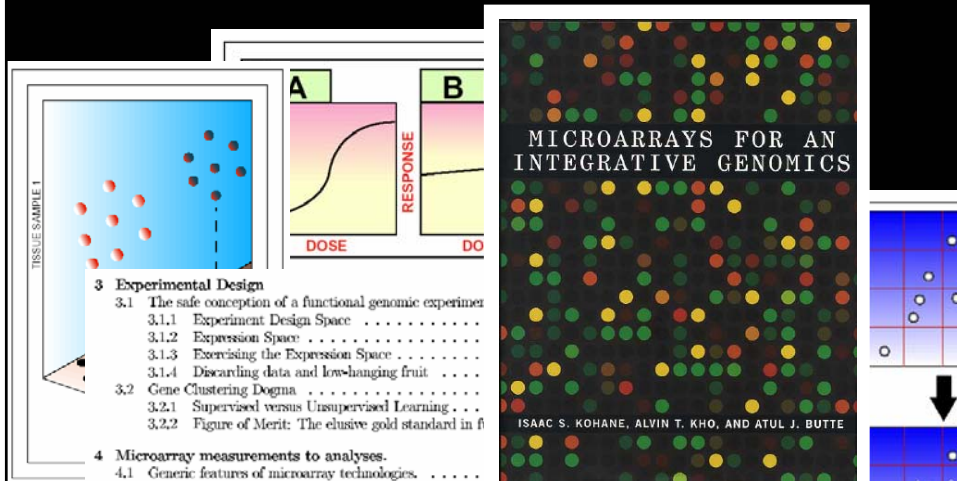 TISSUE SAMPLE 1
A
RESPONSE
DOSE
B
DO
3 Experimental Design
3.1 The safe conception of a functional genomic experimen
3.1.1 Experiment Design Space . . . . . . . . . . .
3.1.2 Expression Space . . . . . . . . . . . . . . .
3.1.3 Exercising the Expression Space . . . . . . .
3.1.4 Discarding data and low-hanging fruit . . . .
3.2 Gene Clustering Dogma . . . . . . . . . . . . . . .
3.2.1 Supervised versus Unsupervised Learning . . .
3.2.2 Figure of Merit: The elusive gold standard in f
4 Microarray measurements to analyses.
4.1 Generic features of microarray technologies. . . . . .
MICROARRAYS FOR AN
INTEGRATIVE GENOMICS
ISAAC S. KOHANE, ALVIN T. KHO, AND ATUL J. BUTTE